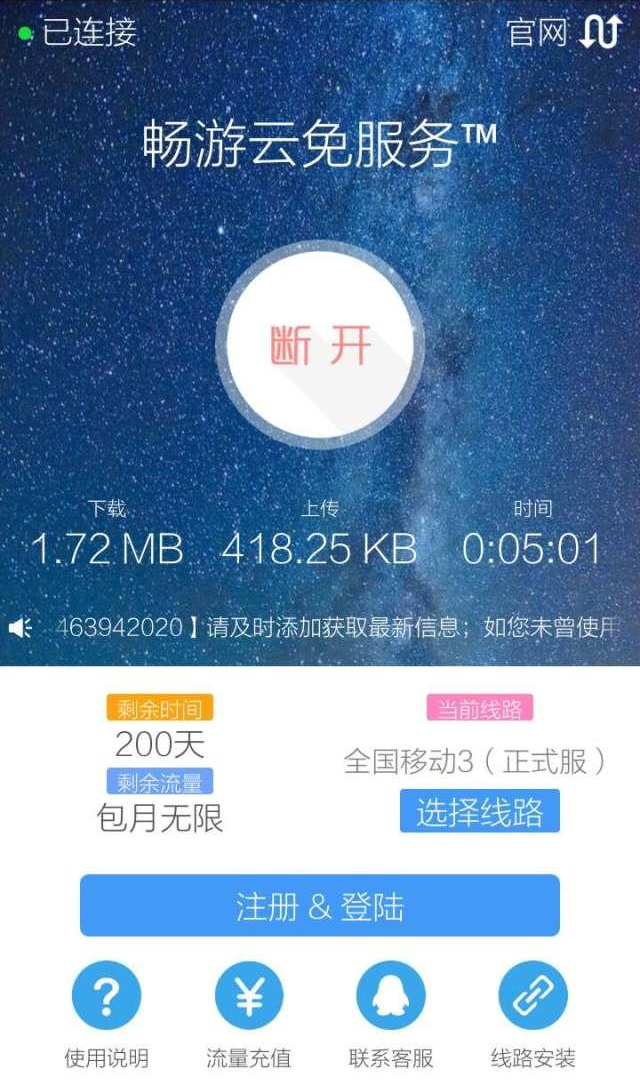 已连接
官网
畅游云免服务™
断开
下载
上传
时间
1.72 MB
418.25 KB
0:05:01
463942020】请及时添加获取最新信息；如您未曾使用
剩余时间
200天
剩余流量
包月无限
当前线路
全国移动3（正式服）
选择线路
注册 & 登陆
?
¥
使用说明
流量充值
联系客服
线路安装